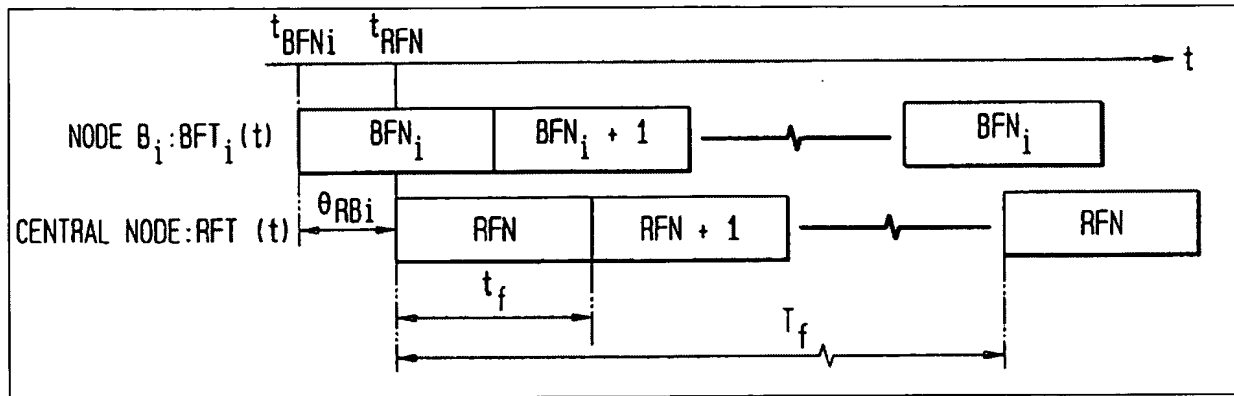 t_BFNi t_RFN
t
NODE B_i:BFT_i(t) BFN_i BFN_i + 1 BFN_i
θ_RBi
CENTRAL NODE:RFT (t) RFN RFN + 1 RFN
t_f
T_f